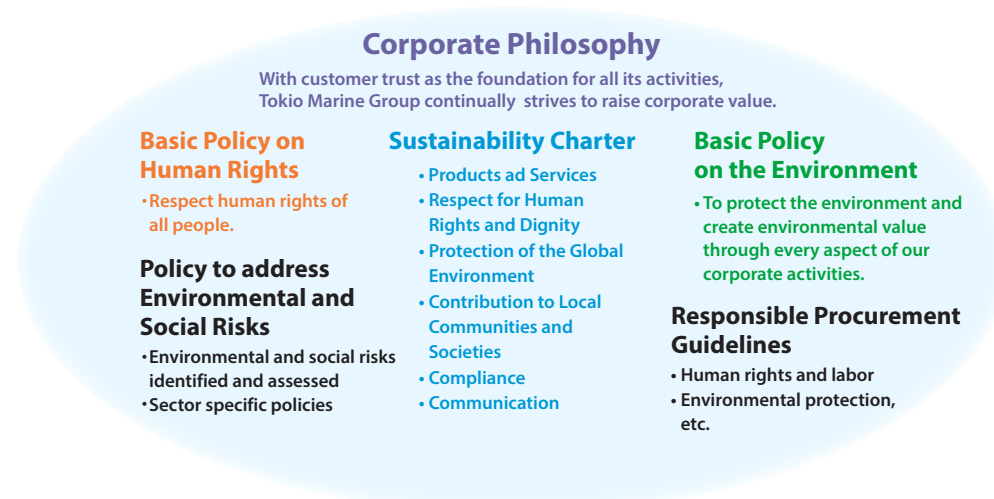 Corporate Philosophy
With customer trust as the foundation for all its activities,
Tokio Marine Group continually strives to raise corporate value.
Basic Policy on
Human Rights
・Respect human rights of
all people.
Policy to address
Environmental and
Social Risks
・Environmental and social risks
identified and assessed
・Sector specific policies
Sustainability Charter
• Products ad Services
• Respect for Human
Rights and Dignity
• Protection of the Global
Environment
• Contribution to Local
Communities and
Societies
• Compliance
• Communication
Basic Policy
on the Environment
• To protect the environment and
create environmental value
through every aspect of our
corporate activities.
Responsible Procurement
Guidelines
• Human rights and labor
• Environmental protection,
etc.